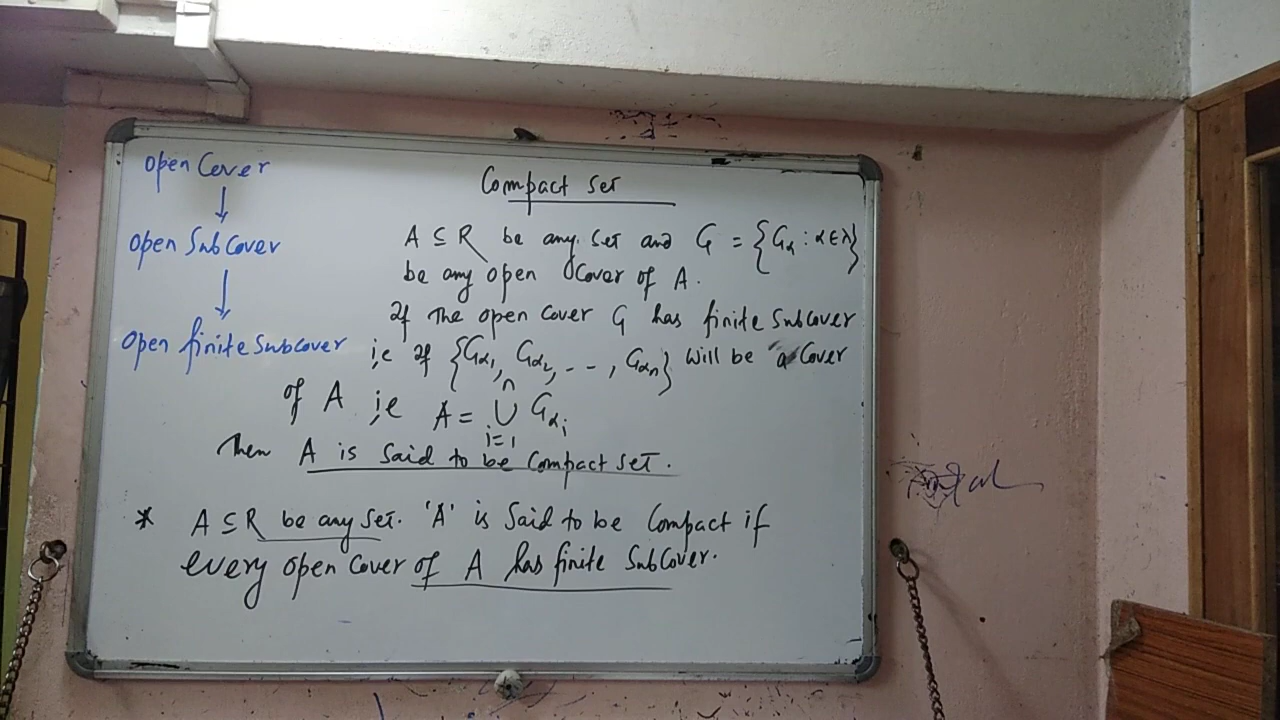 open Cover
↓
open SubCover
↓
open finite SubCover
Compact Set
A ⊆ R be any set and G = {Gα : α ∈ λ}
be any open Cover of A.
If The open cover G has finite Subcover
i.e if {Gα1, Gα2, - - , Gαn} will be a Cover
of A i.e A = ∪ⁿi=1 Gαi
Then A is said to be Compact set.
* A ⊆ R be any set. 'A' is Said to be Compact if
every open cover of A has finite SubCover.